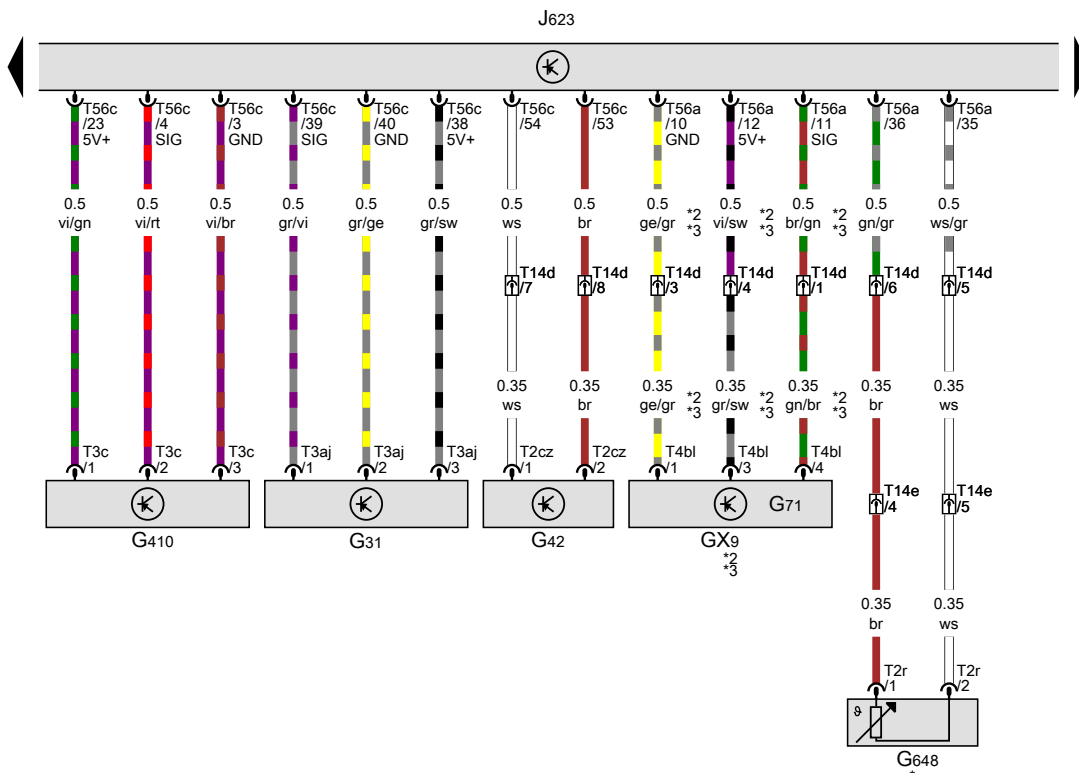 J623
T56c T56c T56c T56c T56c T56c T56c T56c T56a T56a T56a T56a T56a
/23 /4 /3 /39 /40 /38 /54 /53 /10 /12 /11 /36 /35
5V+ SIG GND SIG GND 5V+ GND 5V+ SIG
0.5 0.5 0.5 0.5 0.5 0.5 0.5 0.5 0.5 0.5 0.5 0.5 0.5
vi/gn vi/rt vi/br gr/vi gr/ge gr/sw ws br ge/gr *2 vi/sw *2 br/gn *2 gn/gr ws/gr
*3 *3 *3
T14d T14d T14d T14d T14d T14d T14d
/7 /8 /3 /4 /1 /6 /5
0.35 0.35 0.35 0.35 0.35 0.35 0.35
ws br ge/gr *2 gr/sw *2 gn/br *2 br ws
*3 *3 *3
T3c T3c T3c T3aj T3aj T3aj T2cz T2cz T4bl T4bl T4bl
/1 /2 /3 /1 /2 /3 /1 /2 /1 /3 /4
T14e T14e
/4 /5
G71
G410 G31 G42 GX9
*2
*3
0.35 0.35
br ws
T2r T2r
/1 /2
ϑ
G648
*